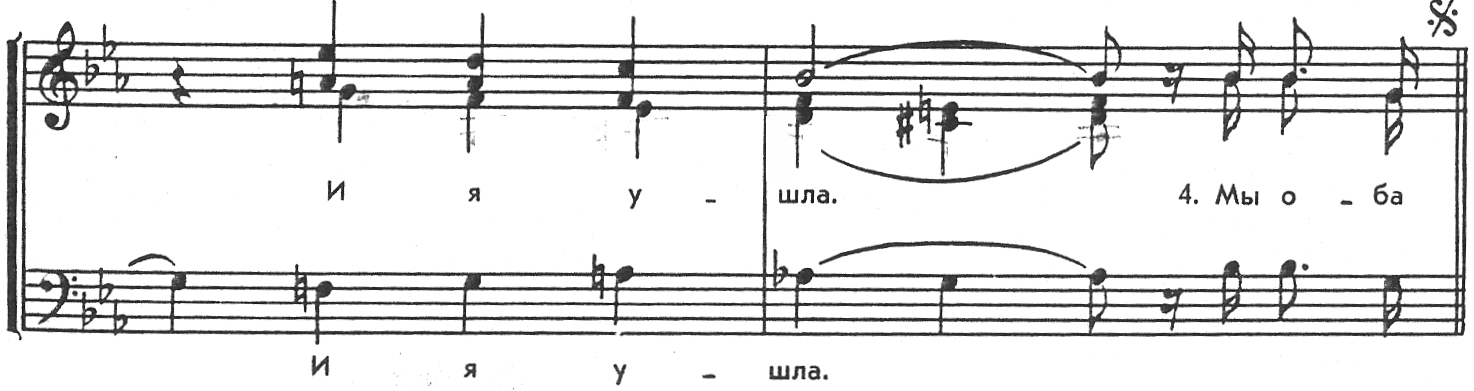 И я у - шла. 4. Мы о - ба
И я у - шла.